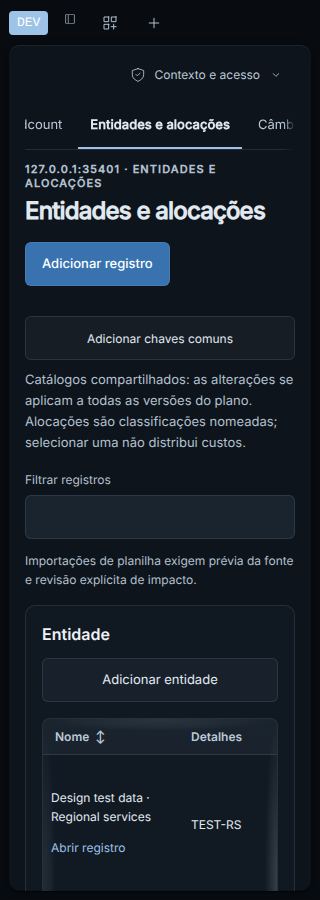 DEV
Contexto e acesso
dcount
Entidades e alocações
Câmb
127.0.0.1:35401 · ENTIDADES E
ALOCAÇÕES
Entidades e alocações
Adicionar registro
Adicionar chaves comuns
Catálogos compartilhados: as alterações se
aplicam a todas as versões do plano.
Alocações são classificações nomeadas;
selecionar uma não distribui custos.
Filtrar registros
Importações de planilha exigem prévia da fonte
e revisão explícita de impacto.
Entidade
Adicionar entidade
Nome
Detalhes
Design test data ·
Regional services
TEST-RS
Abrir registro